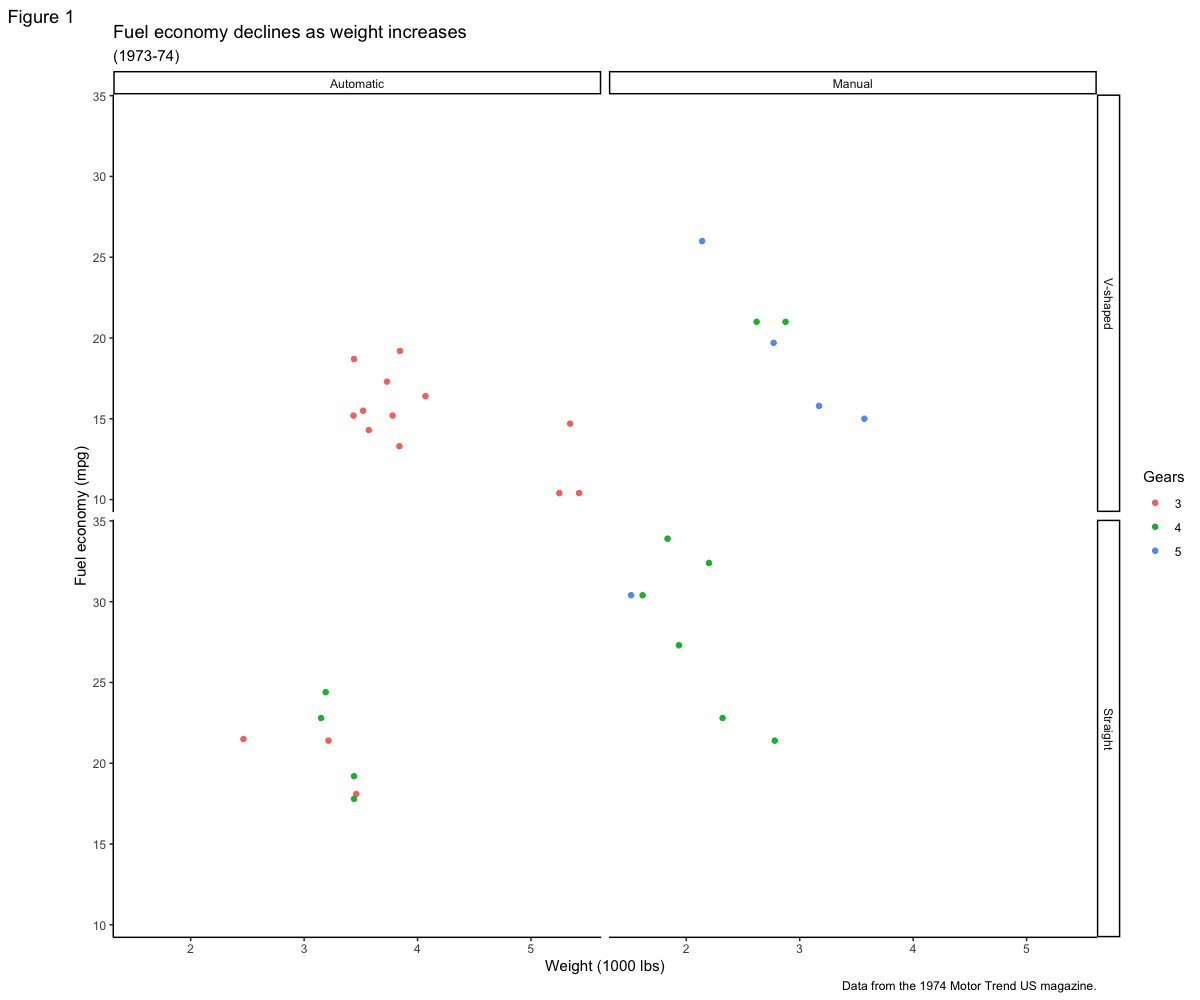 Figure 1
Fuel economy declines as weight increases
(1973-74)
Automatic
Manual
35
30
25
20
15
10
V-shaped
Fuel economy (mpg)
35
30
25
20
15
10
Straight
Gears
3
4
5
2 3 4 5
2 3 4 5
Weight (1000 lbs)
Data from the 1974 Motor Trend US magazine.